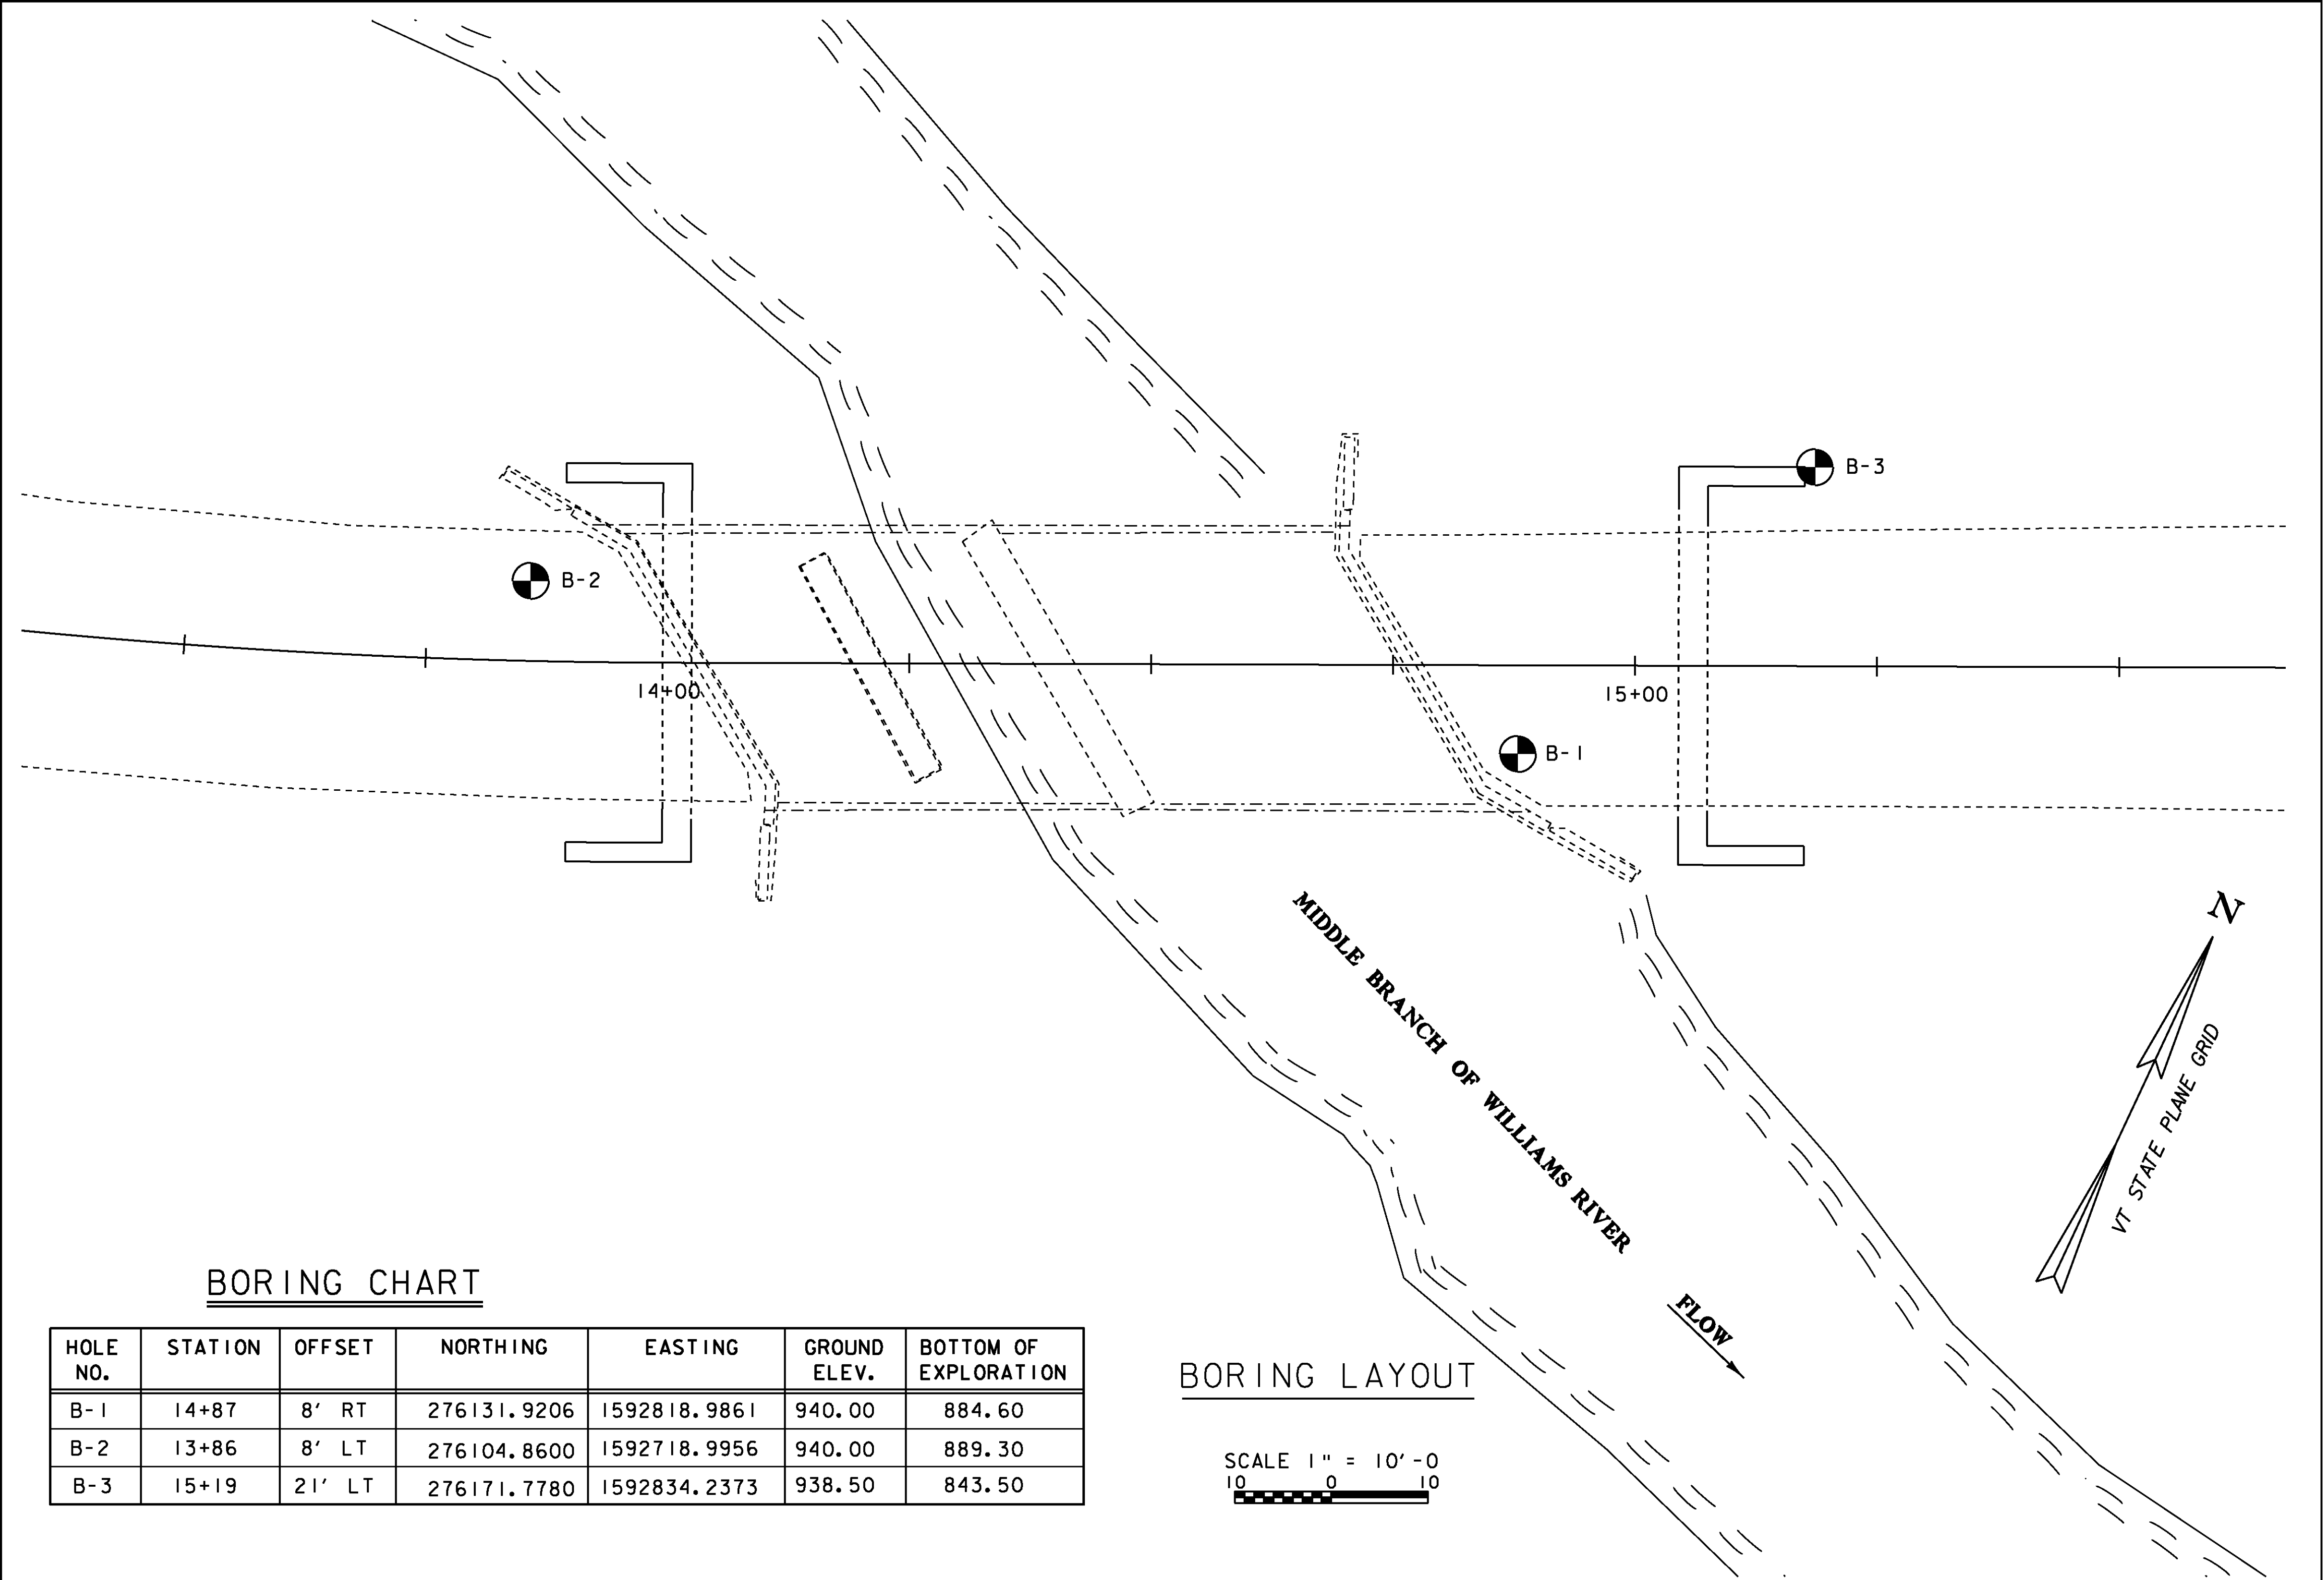 B-3
B-2
14+00
15+00
B-1
N
VT STATE PLANE GRID
MIDDLE BRANCH OF WILLIAMS RIVER
FLOW
BORING CHART
HOLE NO. STATION OFFSET NORTHING EASTING GROUND ELEV. BOTTOM OF EXPLORATION
B-1 14+87 8' RT 276131.9206 1592818.9861 940.00 884.60
B-2 13+86 8' LT 276104.8600 1592718.9956 940.00 889.30
B-3 15+19 21' LT 276171.7780 1592834.2373 938.50 843.50
BORING LAYOUT
SCALE 1" = 10'-0
10 0 10